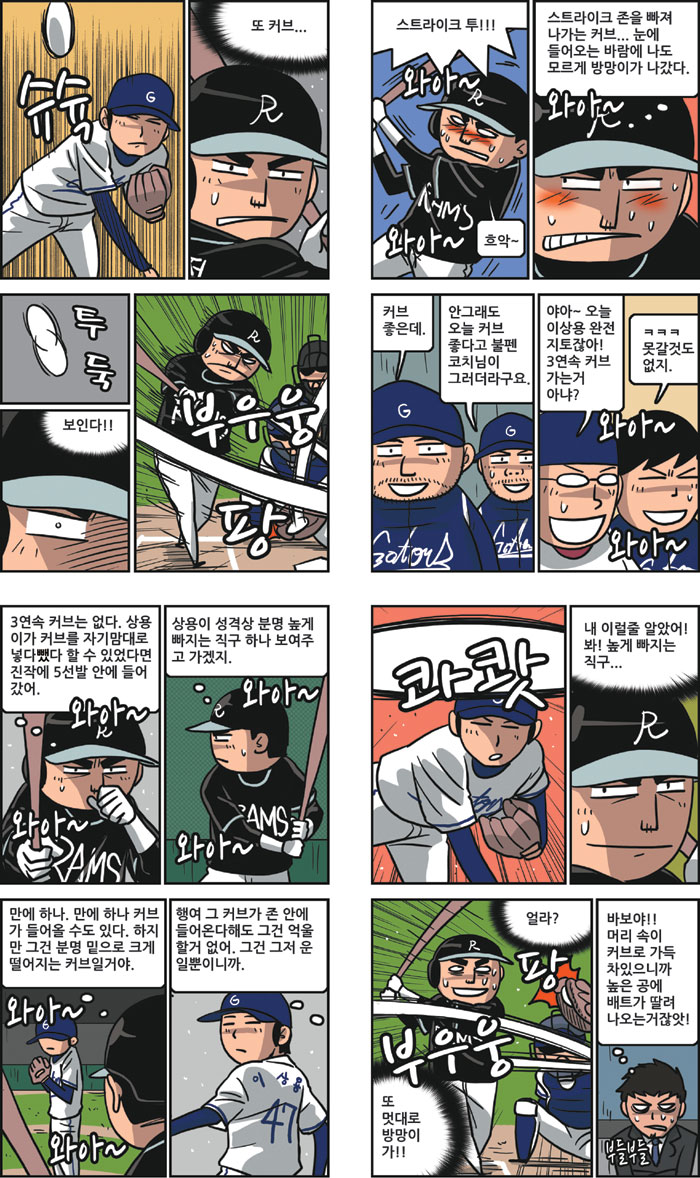 슈슉
G
또 커브...
R
스트라이크 투!!!
와아~
R
RAMS
와아~
흐악~
스트라이크 존을 빠져
나가는 커브... 눈에
들어오는 바람에 나도
모르게 방망이가 나갔다.
와아~
R
투
둑
보인다!!
R
부우웅
팡
커브
좋은데.
안그래도
오늘 커브
좋다고 불펜
코치님이
그러더라구요.
G
G
Gators
야아~ 오늘
이상용 완전
지토잖아!
3연속 커브
가는거
아냐?
ㅋㅋㅋ
못갈것도
없지.
와아~
와아~
3연속 커브는 없다. 상용
이가 커브를 자기맘대로
넣다뺐다 할 수 있었다면
진작에 5선발 안에 들어
갔어.
와아~
와아~
RAMS
상용이 성격상 분명 높게
빠지는 직구 하나 보여주
고 가겠지.
와아~
와아~
RAMS
콰콱
G
내 이럴줄 알았어!
봐! 높게 빠지는
직구...
R
만에 하나. 만에 하나 커브
가 들어올 수도 있다. 하지
만 그건 분명 밑으로 크게
떨어지는 커브일거야.
와아~
와아~
행여 그 커브가 존 안에
들어온다해도 그건 억울
할거 없어. 그건 그저 운
일뿐이니까.
G
이상용
47
얼라?
R
팡
부우웅
또
멋대로
방망이
가!!
바보야!!
머리 속이
커브로 가득
차있으니까
높은 공에
배트가 딸려
나오는거잖앗!
부들부들